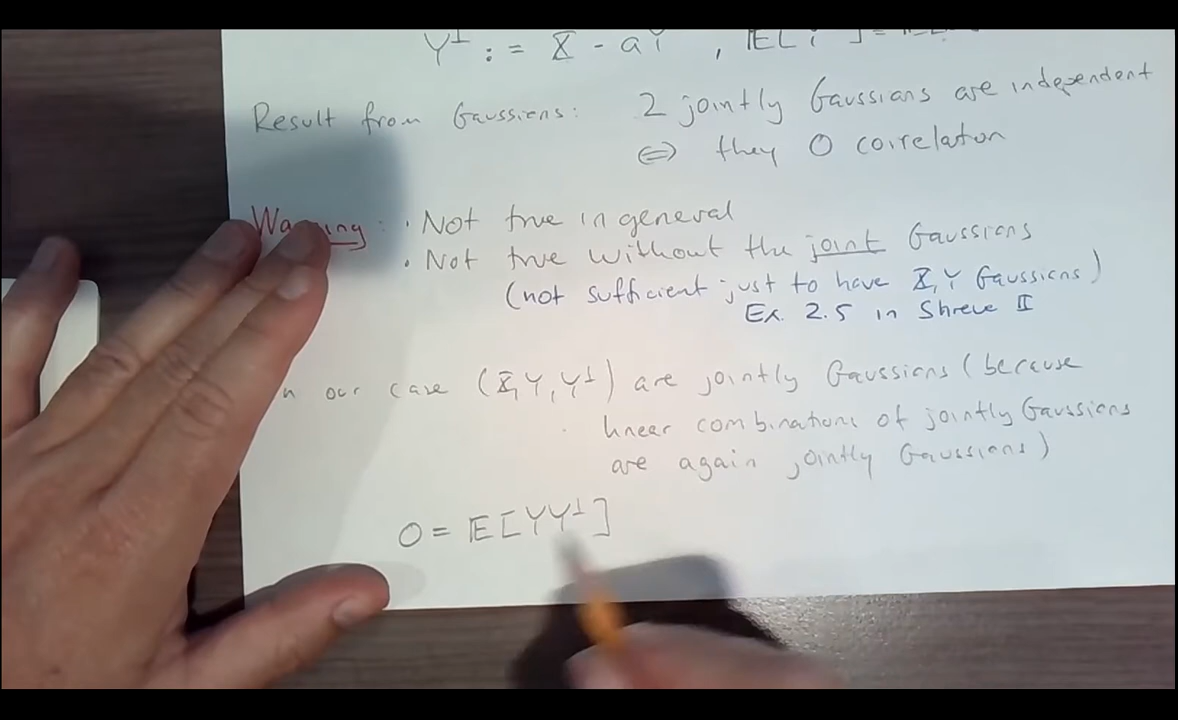 Y⊥ := X - aY ,
Result from Gaussians: 2 jointly Gaussians are independent
⇔ they 0 correlation
Warning: · Not true in general
· Not true without the joint Gaussians
(not sufficient just to have X, Y Gaussians)
Ex. 2.5 in Shreve II
our case (X, Y, Y⊥) are jointly Gaussians (because
linear combinations of jointly Gaussians
are again jointly Gaussians)
0 = E[YY⊥]